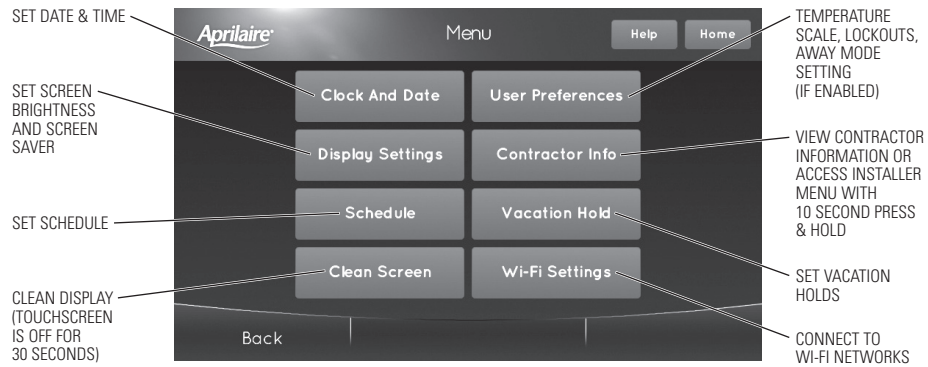 SET DATE & TIME
SET SCREEN
BRIGHTNESS
AND SCREEN
SAVER
SET SCHEDULE
CLEAN DISPLAY
(TOUCHSCREEN
IS OFF FOR
30 SECONDS)
Aprilaire®
Menu
Help
Home
Clock And Date
User Preferences
Display Settings
Contractor Info
Schedule
Vacation Hold
Clean Screen
Wi-Fi Settings
Back
TEMPERATURE
SCALE, LOCKOUTS,
AWAY MODE
SETTING
(IF ENABLED)
VIEW CONTRACTOR
INFORMATION OR
ACCESS INSTALLER
MENU WITH
10 SECOND PRESS
& HOLD
SET VACATION
HOLDS
CONNECT TO
WI-FI NETWORKS